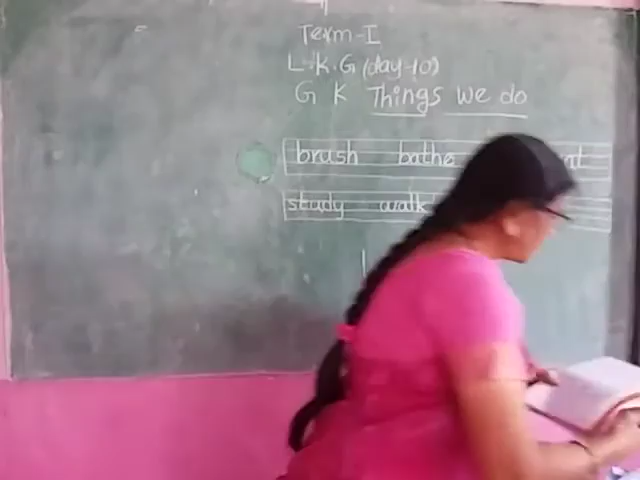 Term-I
L.K.G (day-10)
G K Things we do
brush bathe
study walk